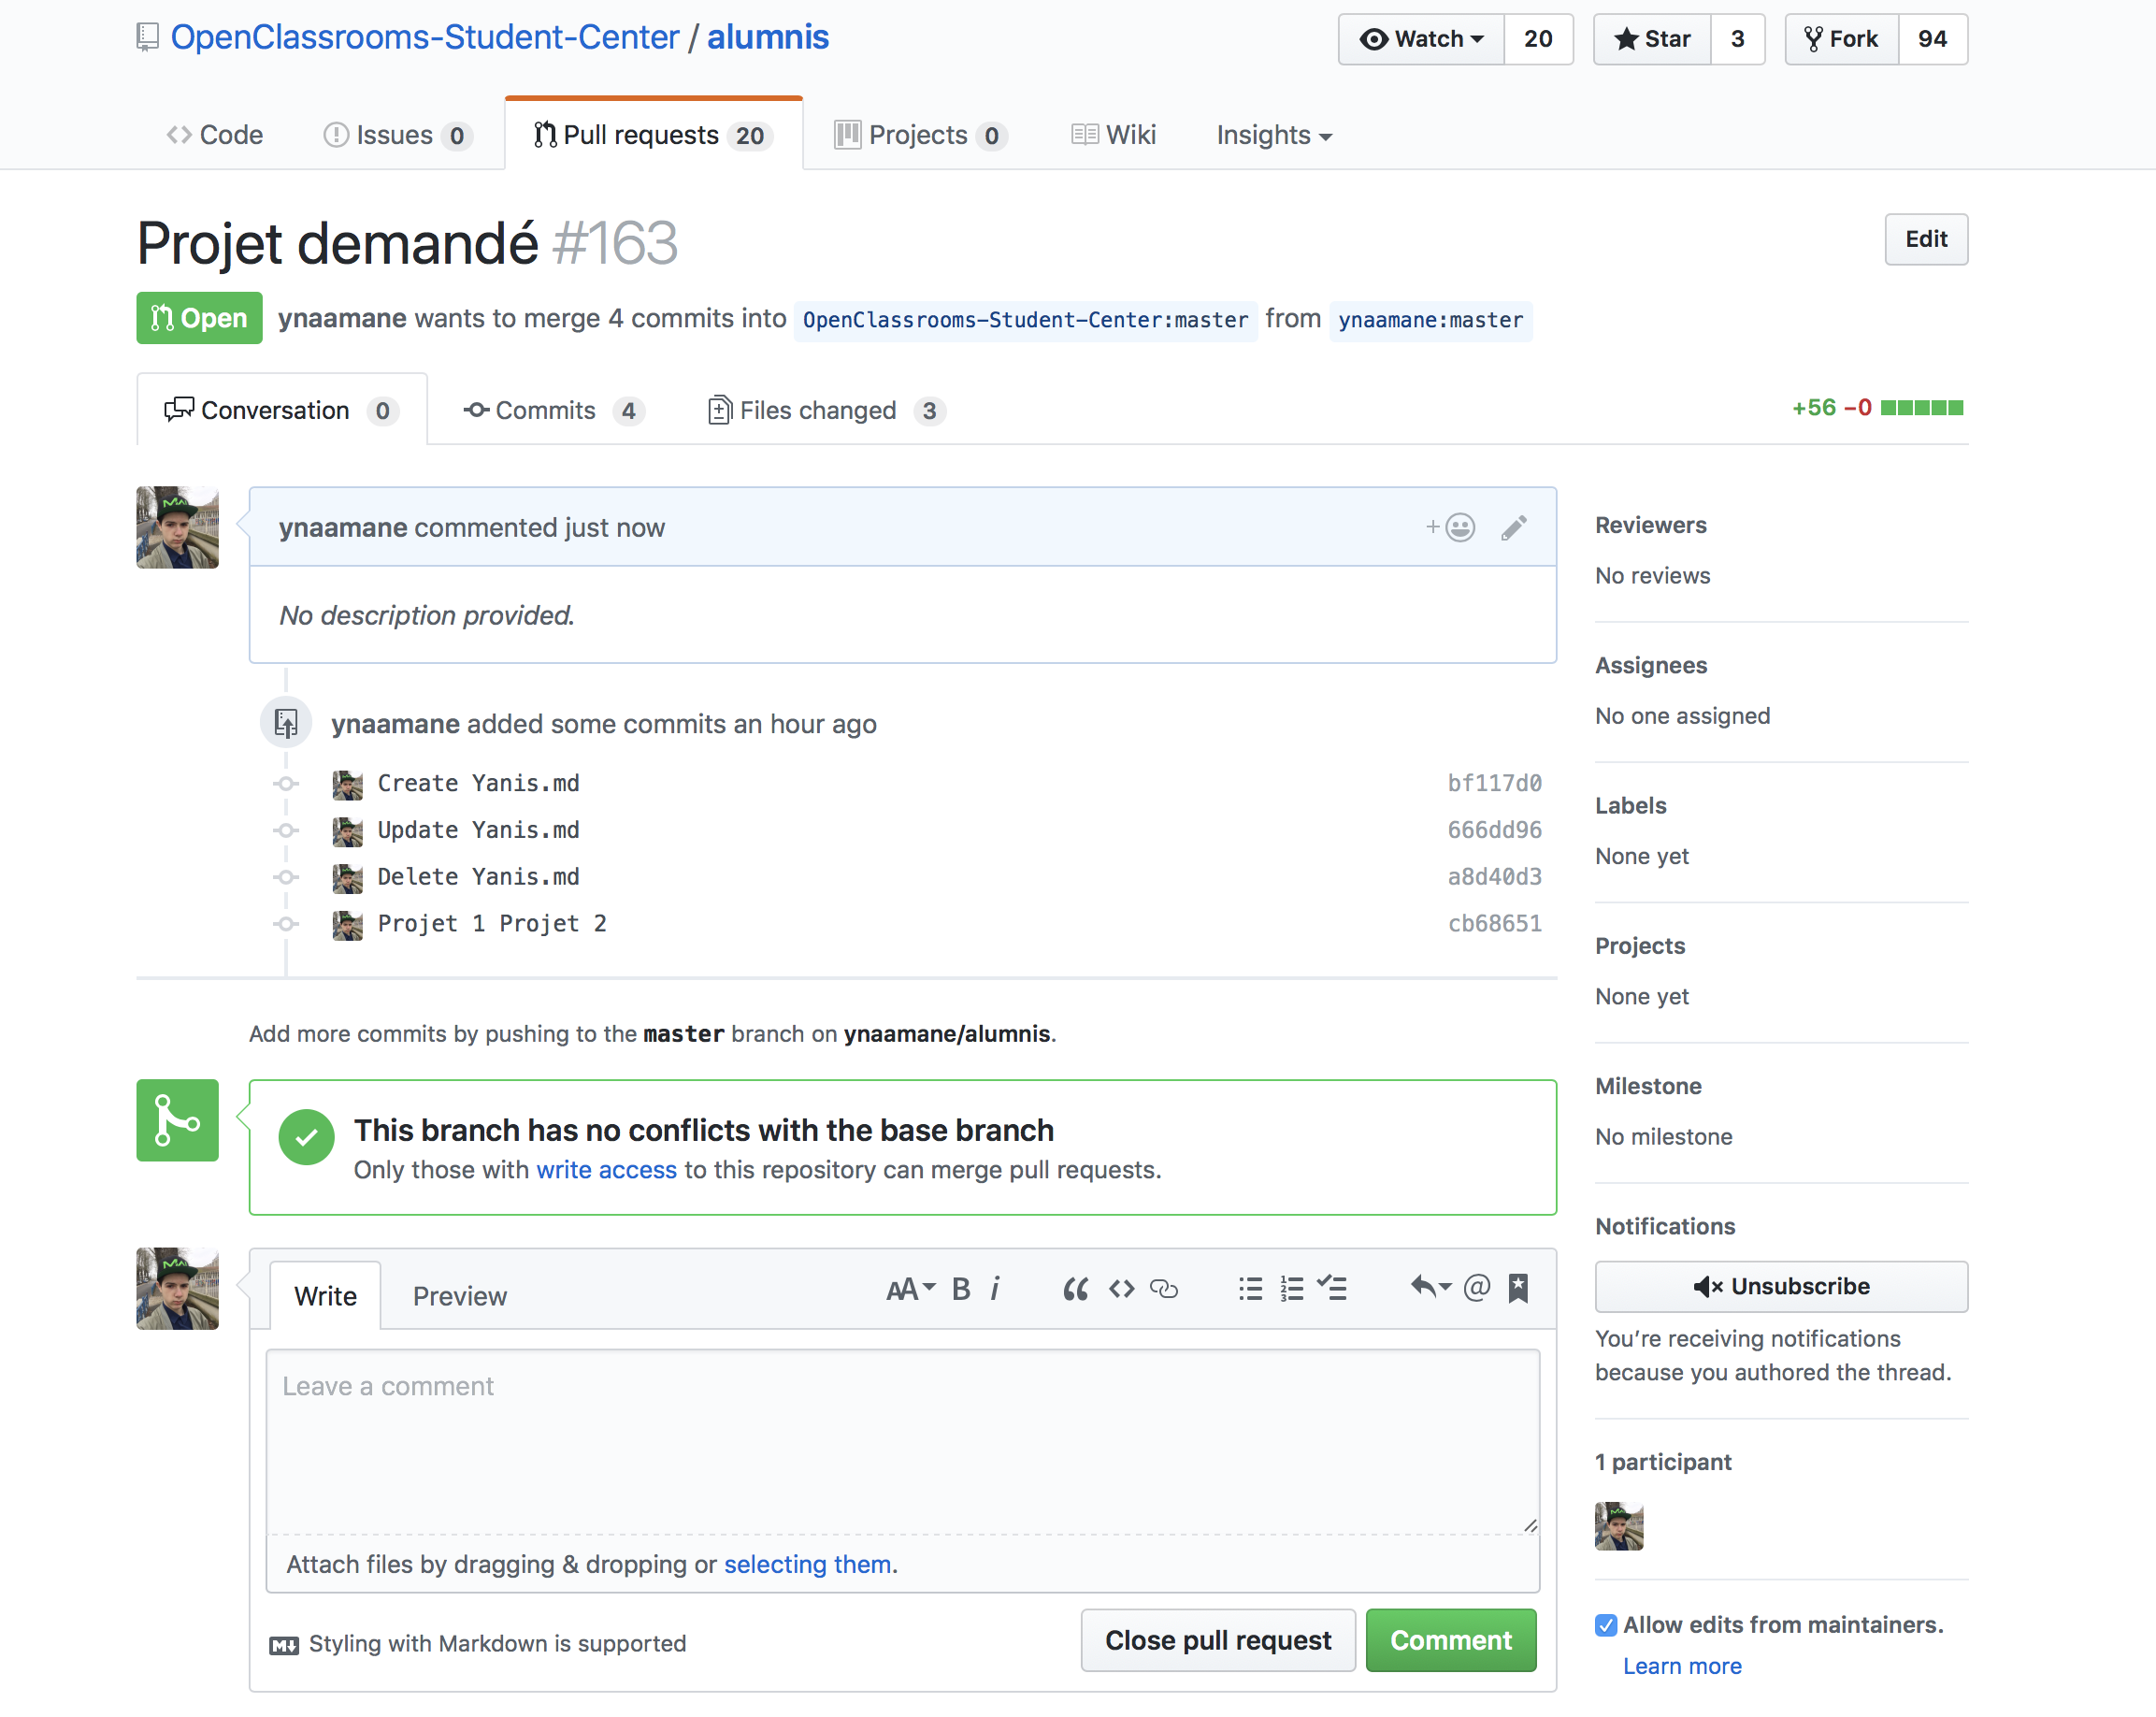 OpenClassrooms-Student-Center / alumnis
Watch 20 Star 3 Fork 94
Code Issues 0 Pull requests 20 Projects 0 Wiki Insights
Projet demandé #163
Edit
Open ynaamane wants to merge 4 commits into OpenClassrooms-Student-Center:master from ynaamane:master
Conversation 0 Commits 4 Files changed 3
+56 −0
ynaamane commented just now
No description provided.
ynaamane added some commits an hour ago
Create Yanis.md bf117d0
Update Yanis.md 666dd96
Delete Yanis.md a8d40d3
Projet 1 Projet 2 cb68651
Add more commits by pushing to the master branch on ynaamane/alumnis.
This branch has no conflicts with the base branch
Only those with write access to this repository can merge pull requests.
Write Preview
AA B i
Leave a comment
Attach files by dragging & dropping or selecting them.
Styling with Markdown is supported
Close pull request Comment
Reviewers
No reviews
Assignees
No one assigned
Labels
None yet
Projects
None yet
Milestone
No milestone
Notifications
Unsubscribe
You’re receiving notifications
because you authored the thread.
1 participant
Allow edits from maintainers.
Learn more